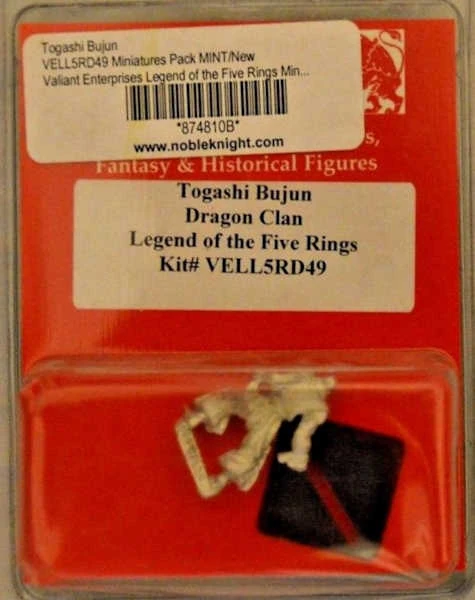 Togashi Bujun
VELL5RD49 Miniatures Pack MINT/New
Valiant Enterprises Legend of the Five Rings Min...
*874810B*
www.nobleknight.com
s,
Fantasy & Historical Figures
Togashi Bujun
Dragon Clan
Legend of the Five Rings
Kit# VELL5RD49